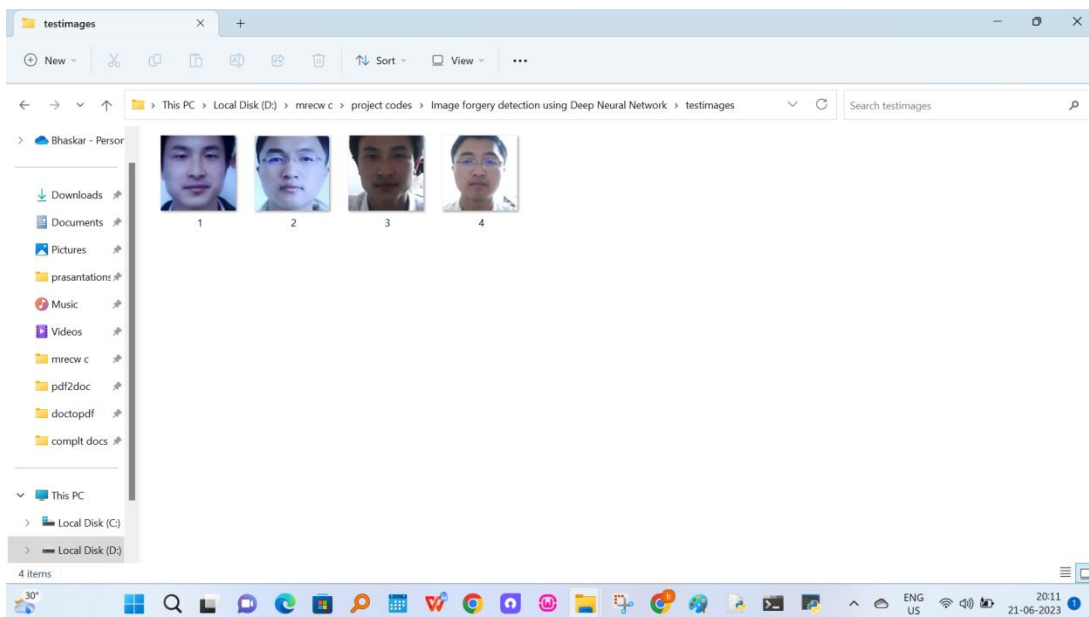 testimages
New
Sort
View
This PC > Local Disk (D:) > mrecw c > project codes > Image forgery detection using Deep Neural Network > testimages
Search testimages
Bhaskar - Person
Downloads
Documents
Pictures
prasantations
Music
Videos
mrecw c
pdf2doc
doctopdf
complt docs
This PC
Local Disk (C:)
Local Disk (D:)
1 2 3 4
4 items
30°
ENG
US
20:11
21-06-2023
1